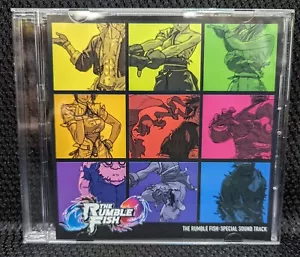 THE
RUMBLE
FISH
THE RUMBLE FISH-SPECIAL SOUND TRACK